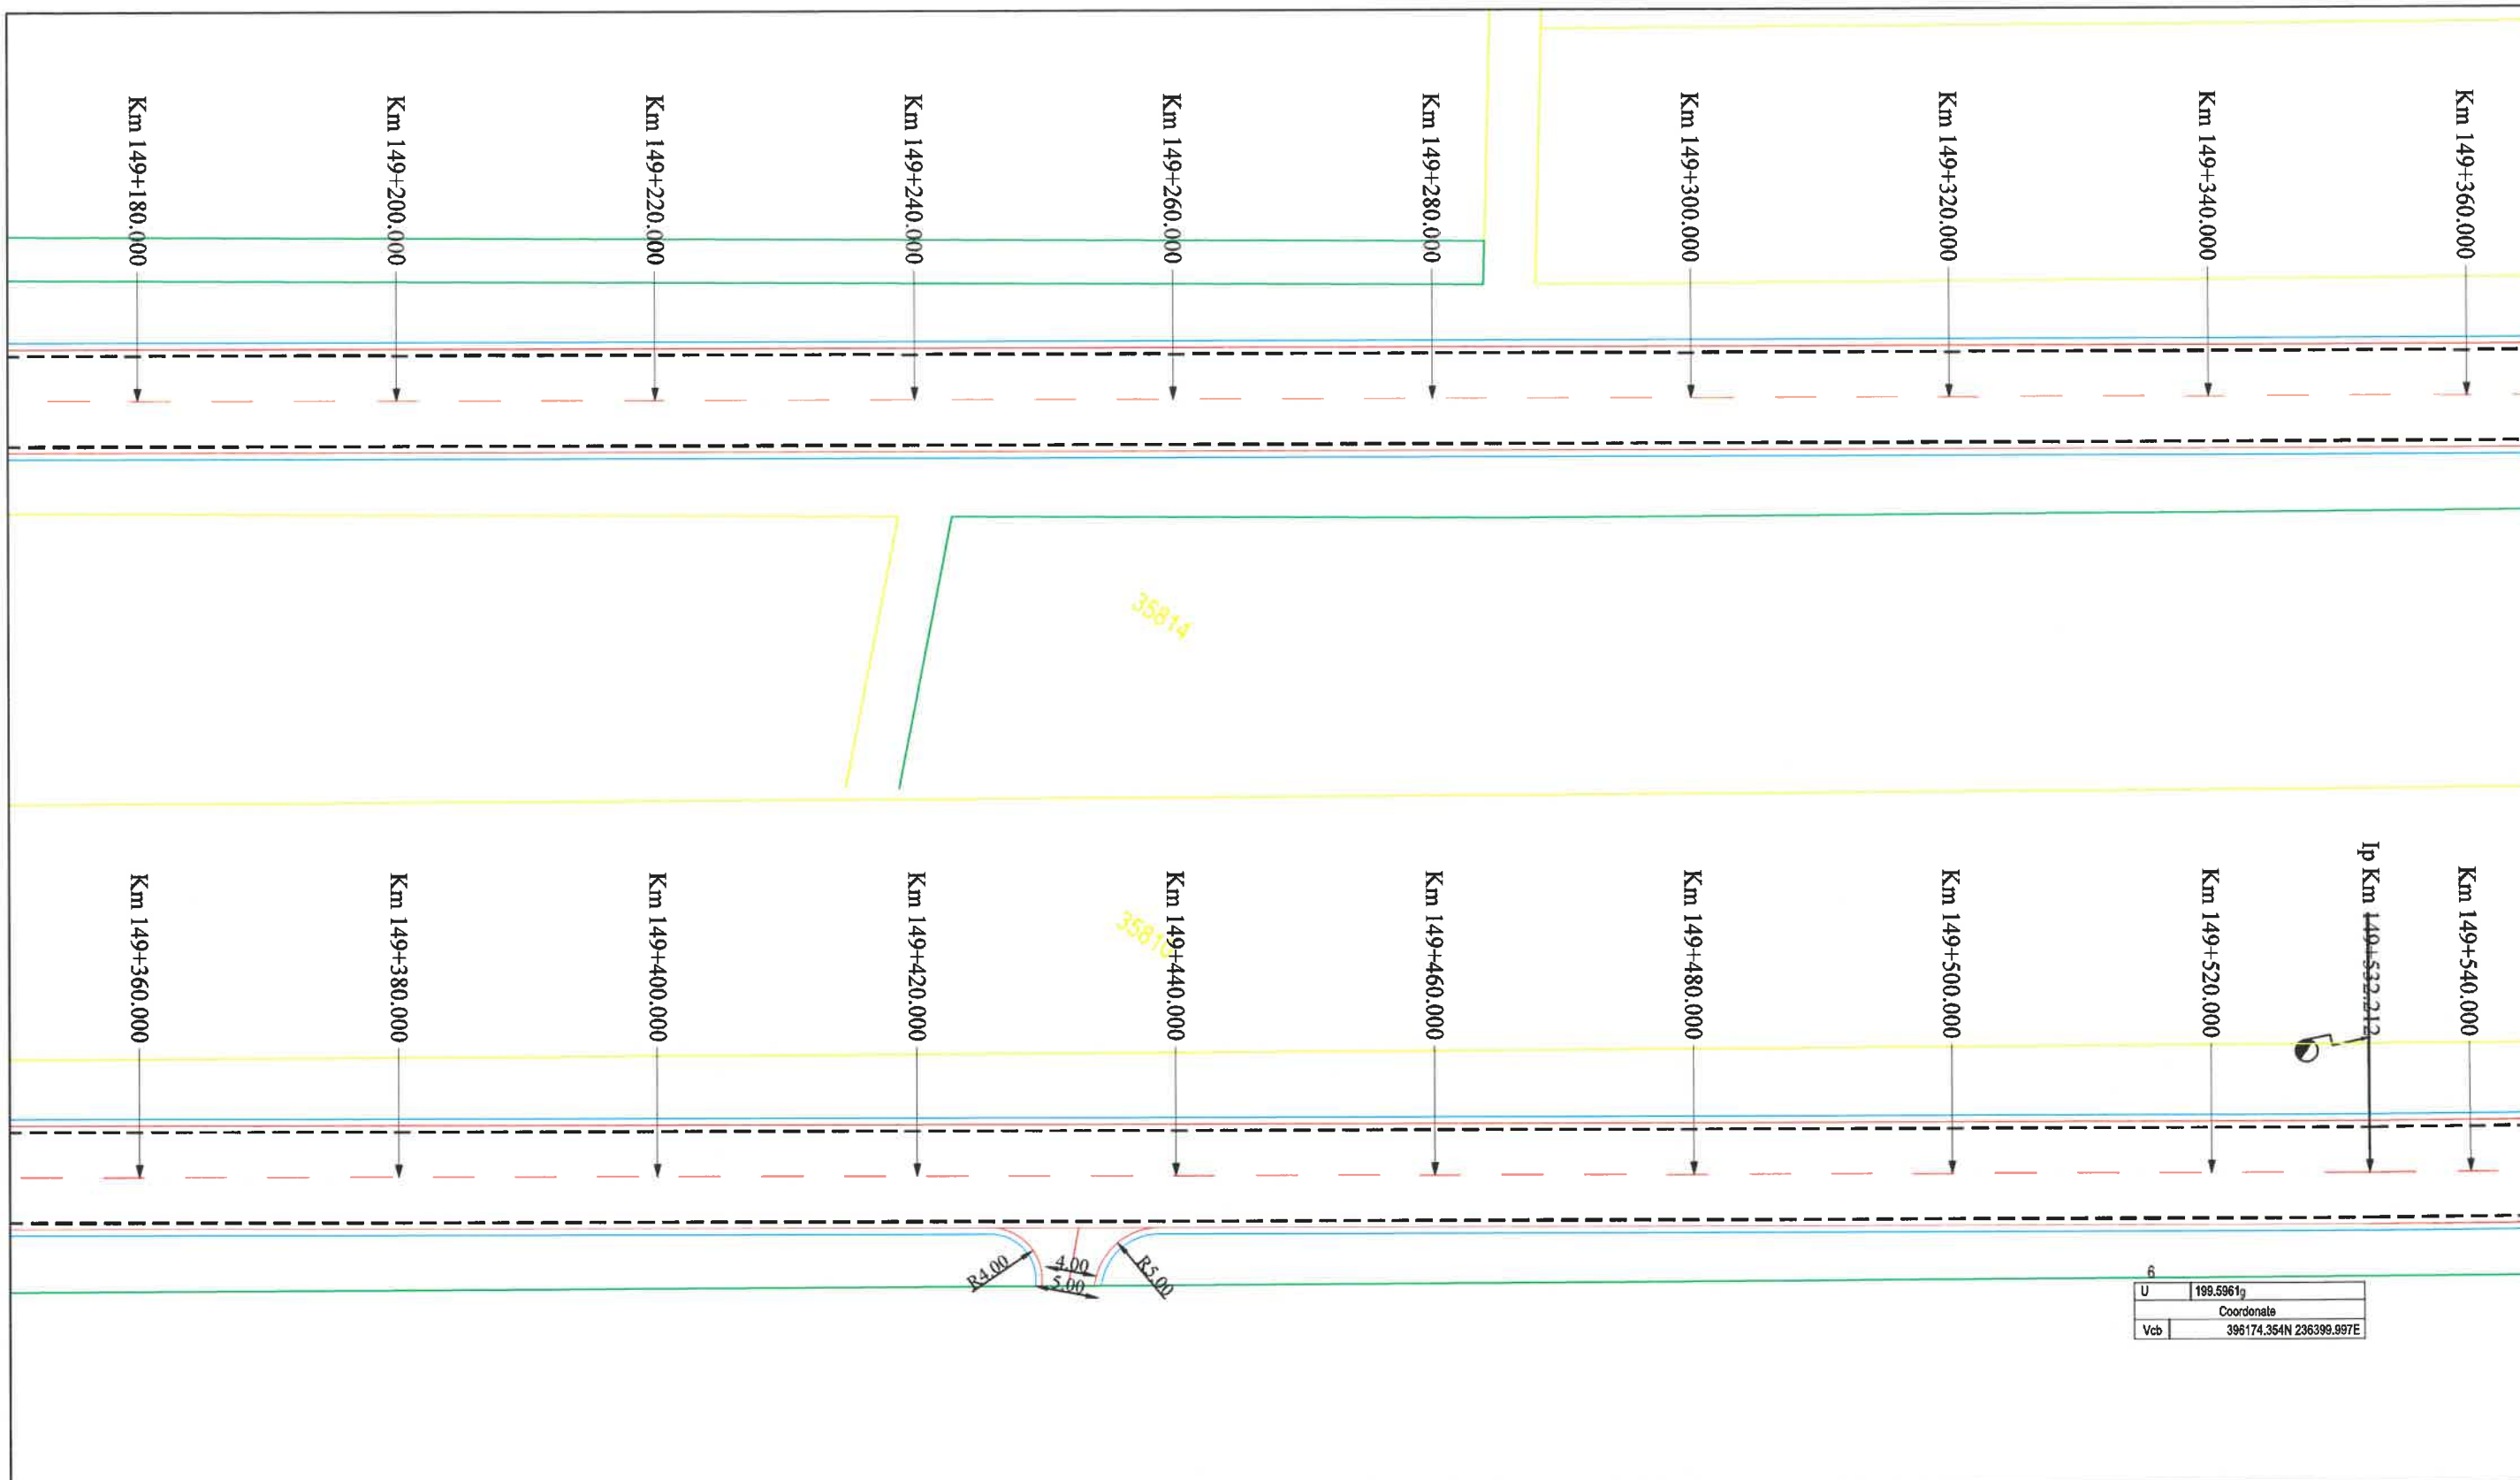 Km 149+180.000
Km 149+200.000
Km 149+220.000
Km 149+240.000
Km 149+260.000
Km 149+280.000
Km 149+300.000
Km 149+320.000
Km 149+340.000
Km 149+360.000
35814
Km 149+360.000
Km 149+380.000
Km 149+400.000
Km 149+420.000
Km 149+440.000
Km 149+460.000
Km 149+480.000
Km 149+500.000
Km 149+520.000
Ip Km 149+532.212
Km 149+540.000
R4.00
4.00
5.00
R5.00
6
U 199.5961g
Coordonate
Vcb 396174.354N 236399.997E